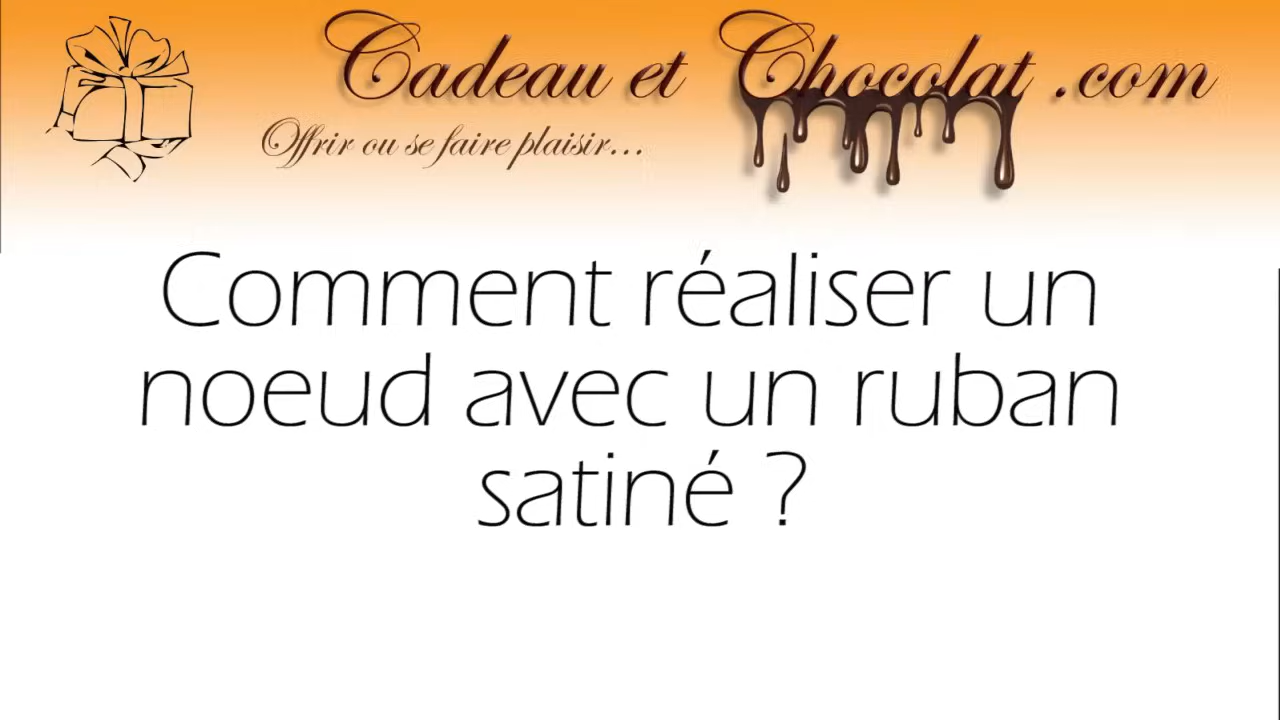 Cadeau et Chocolat .com
Offrir ou se faire plaisir...
Comment réaliser un
noeud avec un ruban
satiné ?